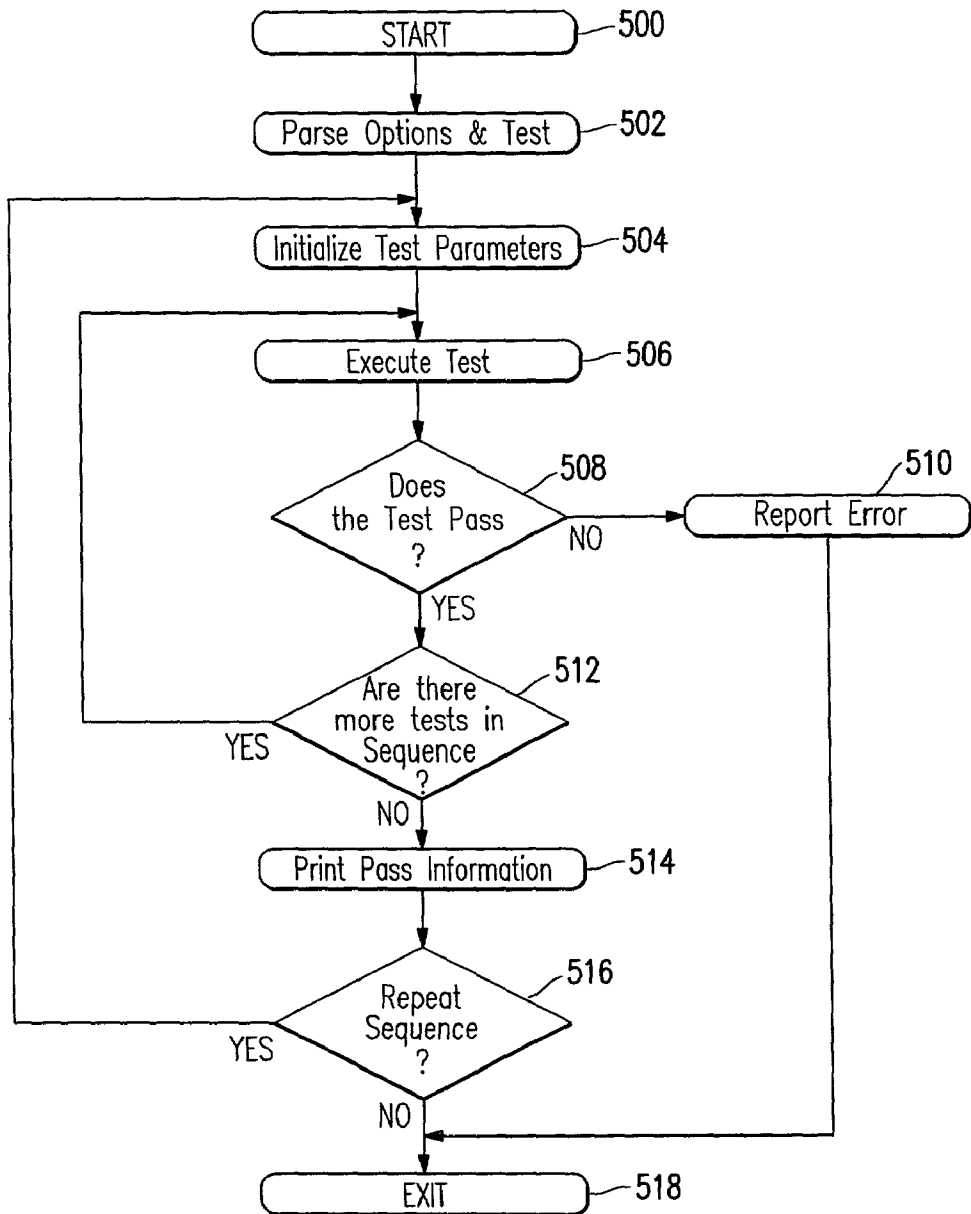 START
500
Parse Options & Test
502
Initialize Test Parameters
504
Execute Test
506
Does
the Test Pass
?
508
NO
Report Error
510
YES
Are there
more tests in
Sequence
?
512
YES
NO
Print Pass Information
514
Repeat
Sequence
?
516
YES
NO
EXIT
518